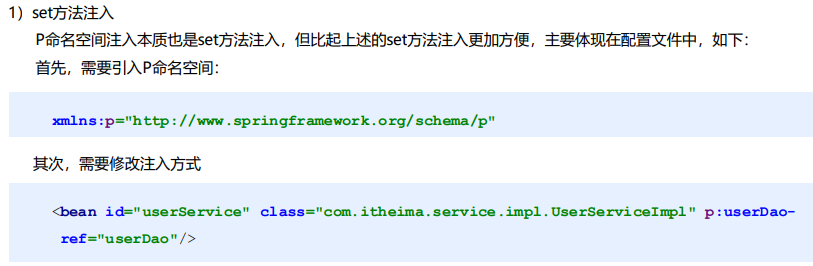 1）set方法注入
P命名空间注入本质也是set方法注入，但比起上述的set方法注入更加方便，主要体现在配置文件中，如下：
首先，需要引入P命名空间：
xmlns:p="http://www.springframework.org/schema/p"
其次，需要修改注入方式
<bean id="userService" class="com.itheima.service.impl.UserServiceImpl" p:userDao-
ref="userDao"/>